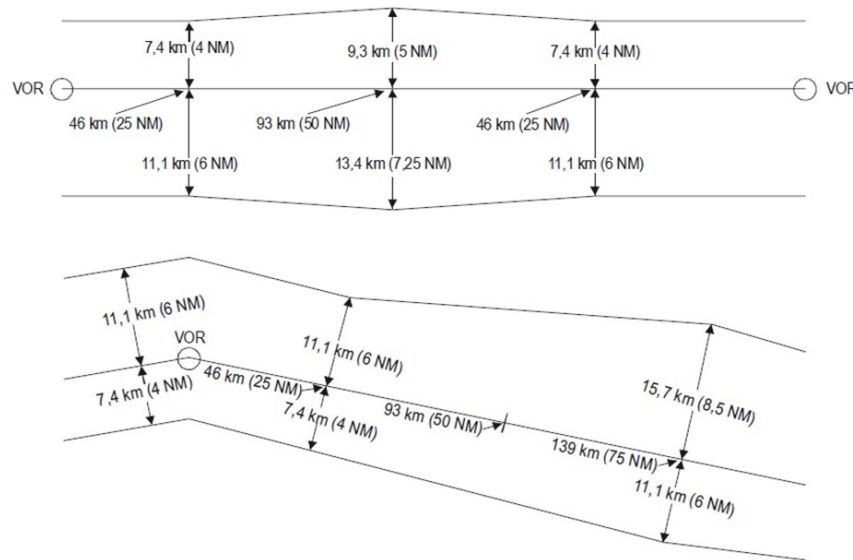 7,4 km (4 NM)
9,3 km (5 NM)
7,4 km (4 NM)
VOR
VOR
46 km (25 NM)
93 km (50 NM)
46 km (25 NM)
11,1 km (6 NM)
13,4 km (7,25 NM)
11,1 km (6 NM)
11,1 km (6 NM)
VOR
7,4 km (4 NM)
46 km (25 NM)
11,1 km (6 NM)
7,4 km (4 NM)
93 km (50 NM)
15,7 km (8,5 NM)
139 km (75 NM)
11,1 km (6 NM)